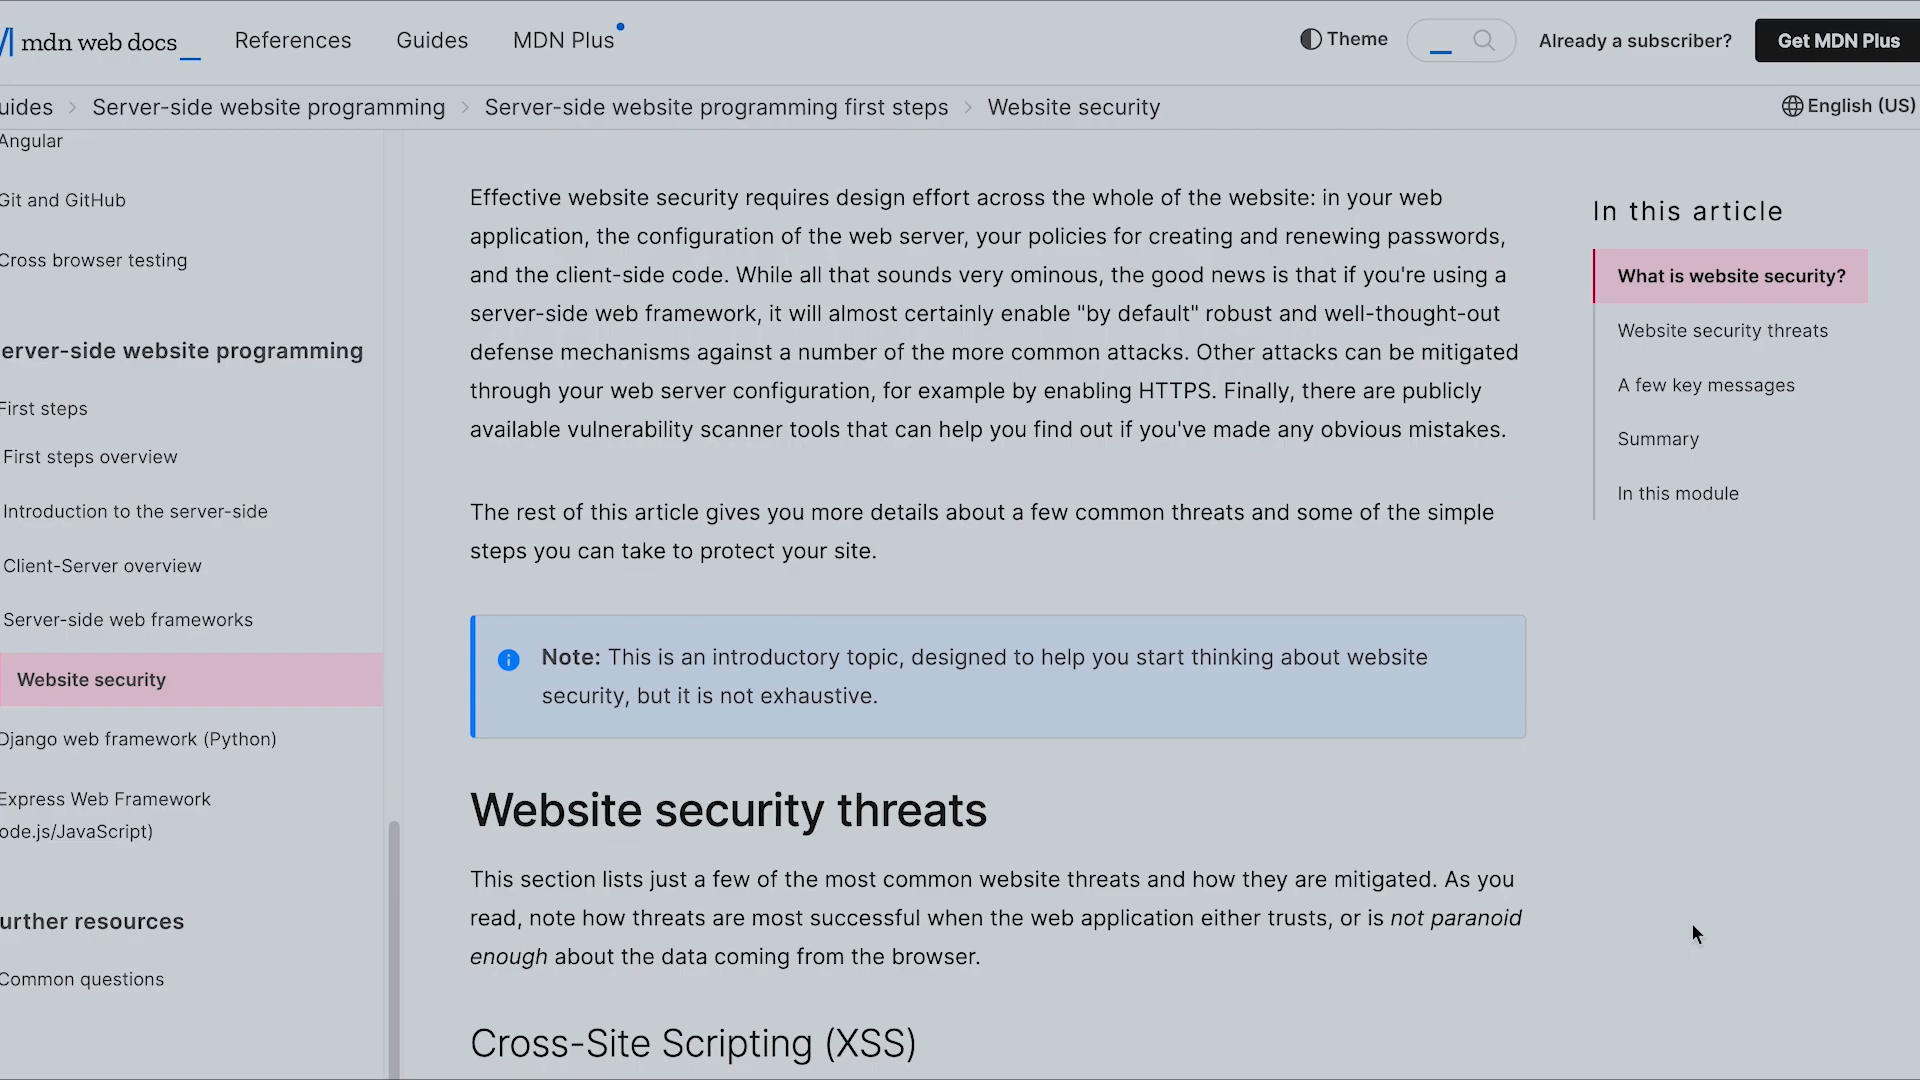 mdn web docs_
References
Guides
MDN Plus
Theme
Already a subscriber?
Get MDN Plus
uides
Server-side website programming
Server-side website programming first steps
Website security
English (US)
Angular
Git and GitHub
Cross browser testing
erver-side website programming
First steps
First steps overview
Introduction to the server-side
Client-Server overview
Server-side web frameworks
Website security
Django web framework (Python)
Express Web Framework
ode.js/JavaScript)
urther resources
Common questions
Effective website security requires design effort across the whole of the website: in your web
application, the configuration of the web server, your policies for creating and renewing passwords,
and the client-side code. While all that sounds very ominous, the good news is that if you're using a
server-side web framework, it will almost certainly enable "by default" robust and well-thought-out
defense mechanisms against a number of the more common attacks. Other attacks can be mitigated
through your web server configuration, for example by enabling HTTPS. Finally, there are publicly
available vulnerability scanner tools that can help you find out if you've made any obvious mistakes.
The rest of this article gives you more details about a few common threats and some of the simple
steps you can take to protect your site.
Note: This is an introductory topic, designed to help you start thinking about website
security, but it is not exhaustive.
Website security threats
This section lists just a few of the most common website threats and how they are mitigated. As you
read, note how threats are most successful when the web application either trusts, or is not paranoid
enough about the data coming from the browser.
Cross-Site Scripting (XSS)
In this article
What is website security?
Website security threats
A few key messages
Summary
In this module